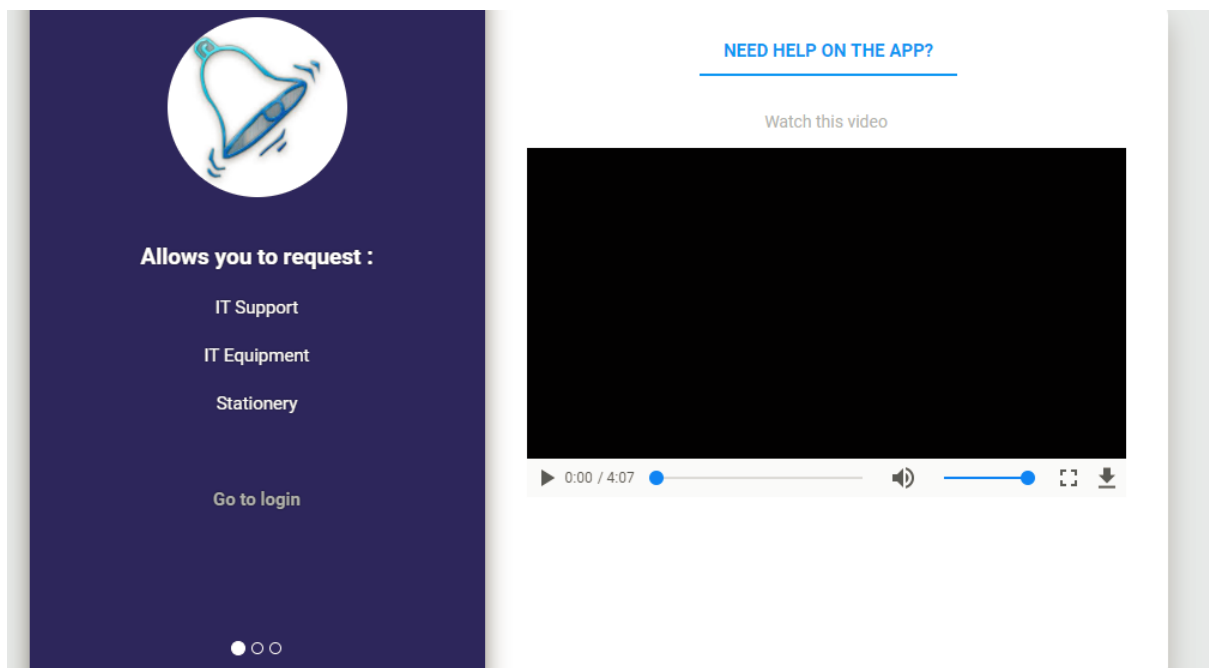 Allows you to request :
IT Support
IT Equipment
Stationery
Go to login
NEED HELP ON THE APP?
Watch this video
0:00 / 4:07